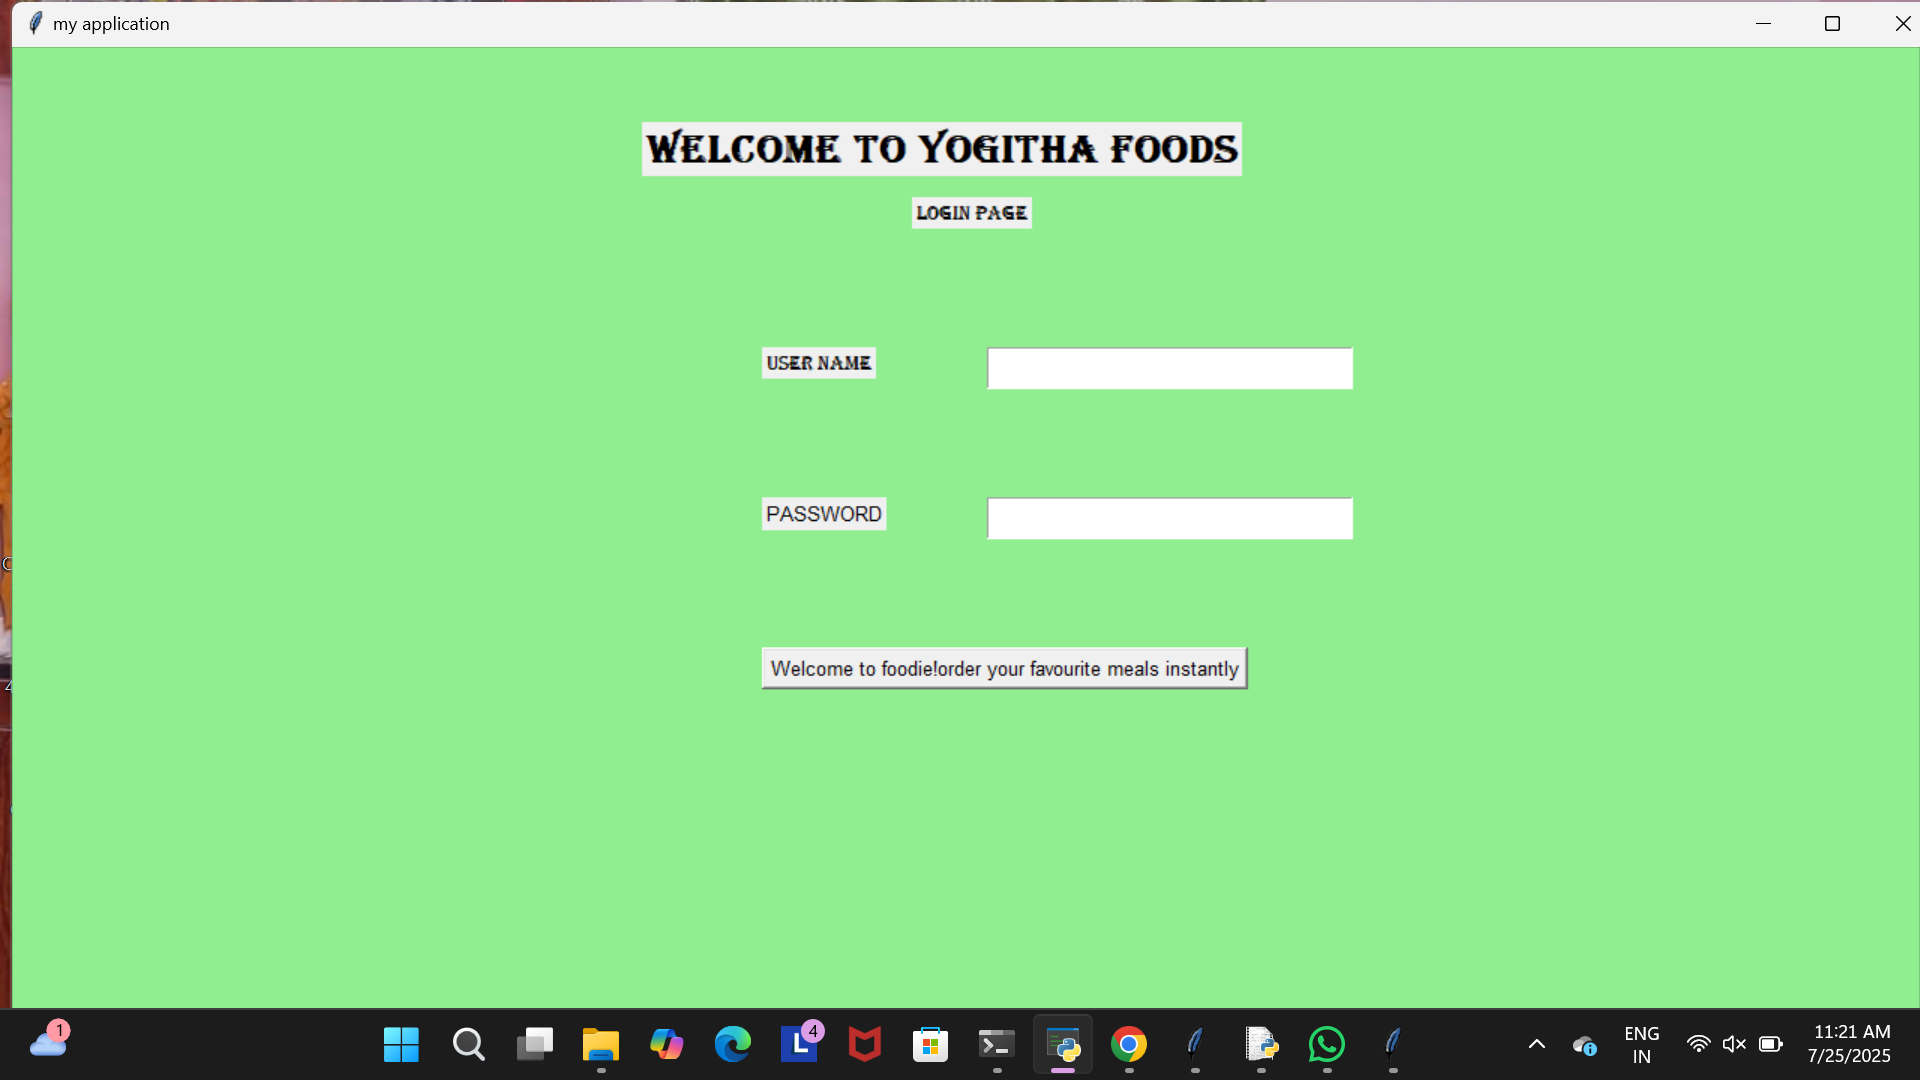 my application
WELCOME TO YOGITHA FOODS
LOGIN PAGE
USER NAME
PASSWORD
Welcome to foodie!order your favourite meals instantly
1
L 4
ENG
IN
11:21 AM
7/25/2025